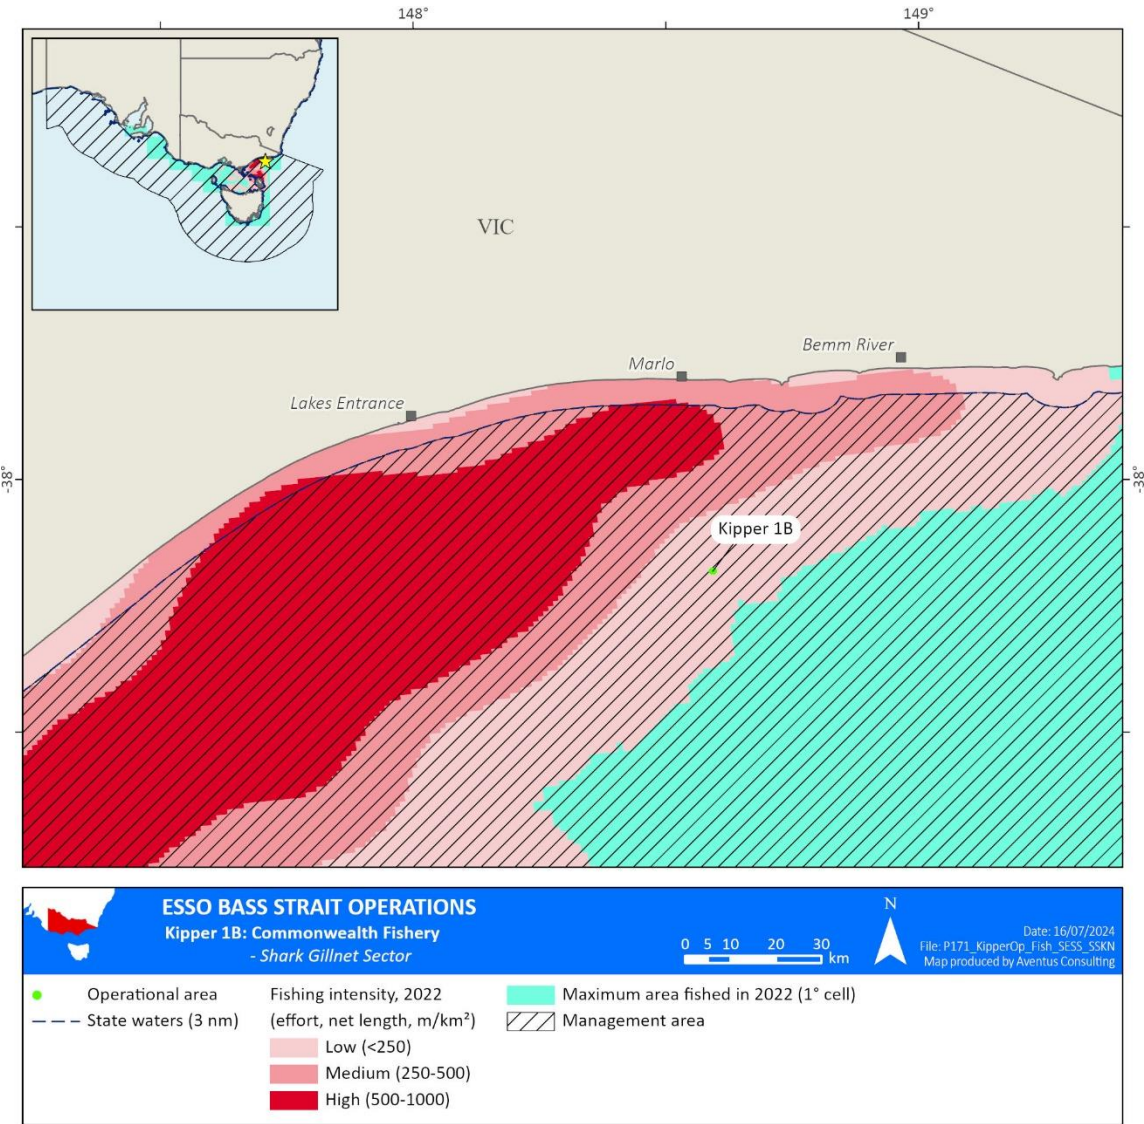 148°
149°
VIC
Bemm River
Marlo
Lakes Entrance
-38°
-38°
Kipper 1B
ESSO BASS STRAIT OPERATIONS
Kipper 1B: Commonwealth Fishery
- Shark Gillnet Sector
0 5 10 20 30
km
N
Date: 16/07/2024
File: P171_KipperOp_Fish_SESS_SSKN
Map produced by Aventus Consulting
Operational area
State waters (3 nm)
Fishing intensity, 2022
(effort, net length, m/km²)
Low (<250)
Medium (250-500)
High (500-1000)
Maximum area fished in 2022 (1° cell)
Management area